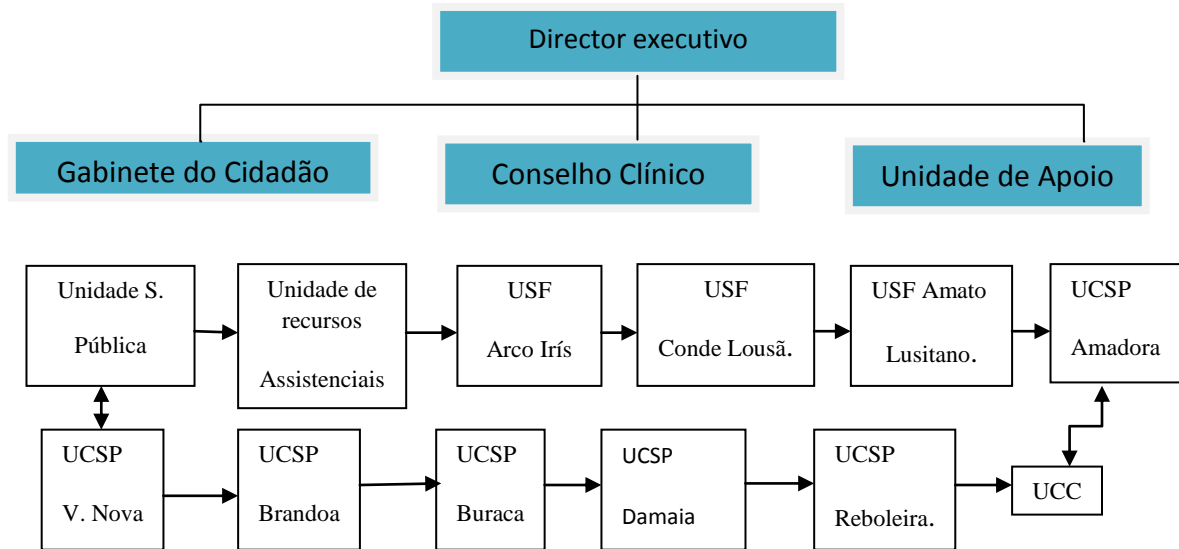 Director executivo
Gabinete do Cidadão
Conselho Clínico
Unidade de Apoio
Unidade S.
Pública
Unidade de
recursos
Assistenciais
USF
Arco Irís
USF
Conde Lousã.
USF Amato
Lusitano.
UCSP
Amadora
UCSP
V. Nova
UCSP
Brandoa
UCSP
Buraca
UCSP
Damaia
UCSP
Reboleira.
UCC